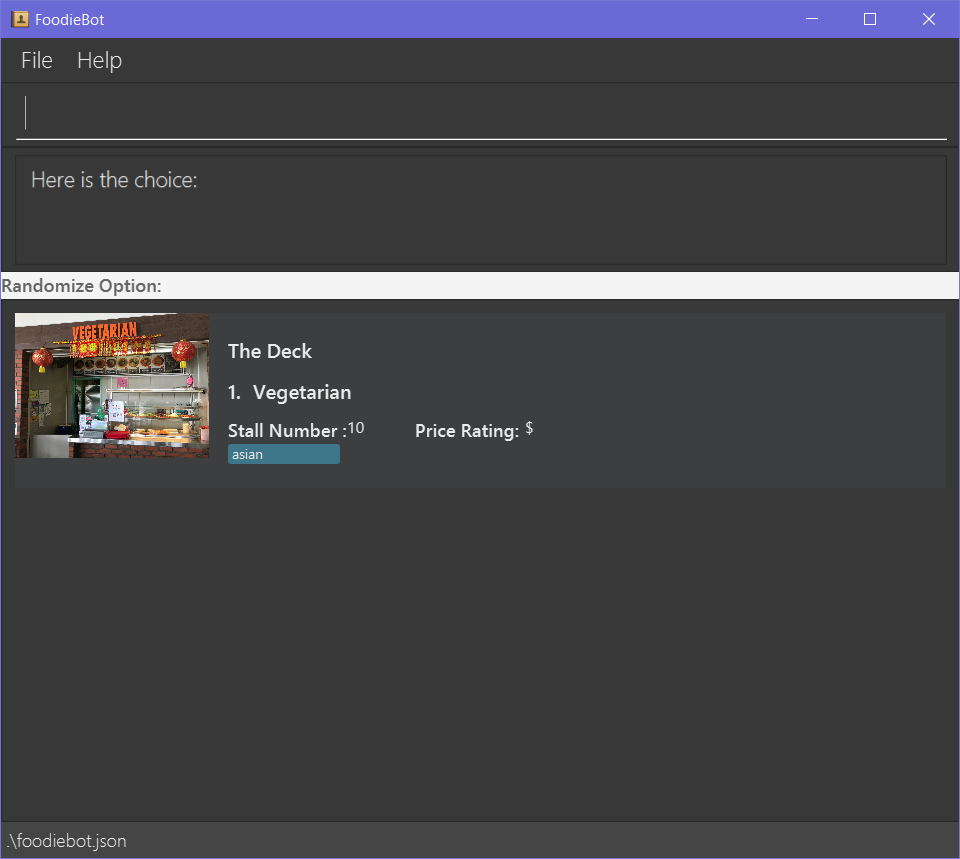 FoodieBot
File Help
Here is the choice:
Randomize Option:
VEGETARIAN
The Deck
1. Vegetarian
Stall Number :10 Price Rating: $
asian
.\foodiebot.json